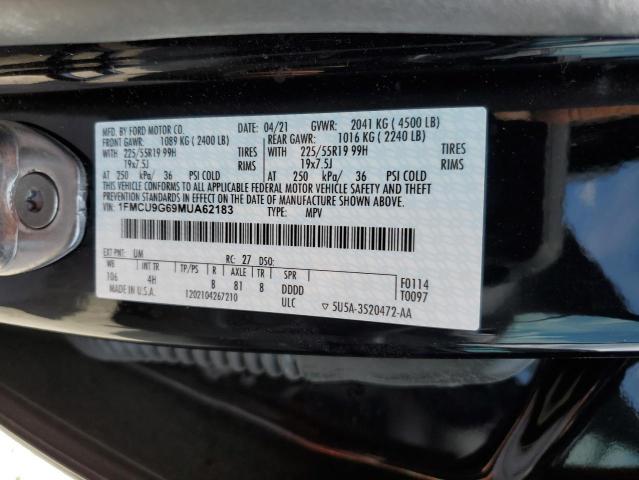 MFD. BY FORD MOTOR CO. DATE: 04/21 GVWR: 2041 KG ( 4500 LB)
FRONT GAWR: 1089 KG ( 2400 LB) REAR GAWR: 1016 KG ( 2240 LB)
WITH 225/55R19 99H TIRES WITH 225/55R19 99H TIRES
19x7.5J RIMS 19x7.5J RIMS
AT 250 kPa/ 36 PSI COLD AT 250 kPa/ 36 PSI COLD
THIS VEHICLE CONFORMS TO ALL APPLICABLE FEDERAL MOTOR VEHICLE SAFETY, BUMPER, AND THEFT
PREVENTION STANDARDS IN EFFECT ON THE DATE OF MANUFACTURE SHOWN ABOVE.
VIN: 1FMCU9G69MUA62183 TYPE: MPV
EXT PNT: UM RC: 27 DSO:
WB INT TR TP/PS R AXLE TR SPR
106 4H B 81 8 DDDD
MADE IN U.S.A. 1202104267210 ULC
F0114
T0097
▽ 5U5A-3520472-AA